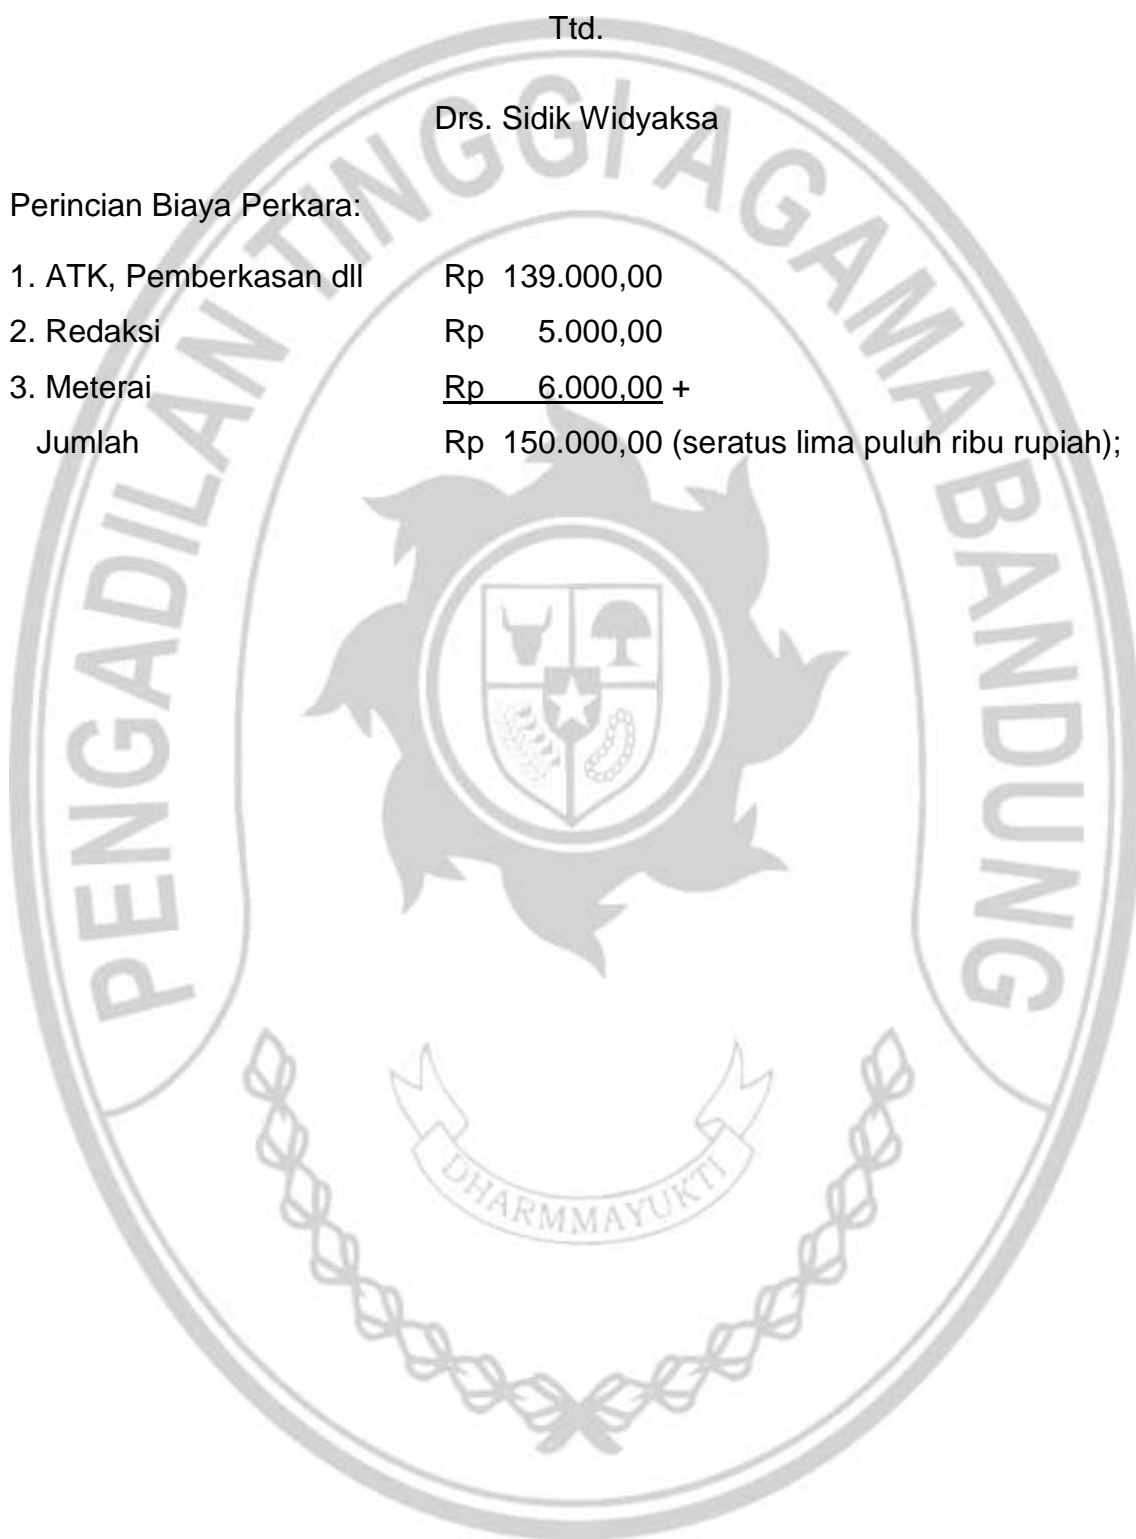 Ttd.
Drs. Sidik Widyaksa
Perincian Biaya Perkara:
1. ATK, Pemberkasan dll Rp 139.000,00
2. Redaksi Rp 5.000,00
3. Meterai Rp 6.000,00 +
Jumlah Rp 150.000,00 (seratus lima puluh ribu rupiah);
PENGADILAN TINGGI AGAMA BANDUNG
DHARMMAYUKTI